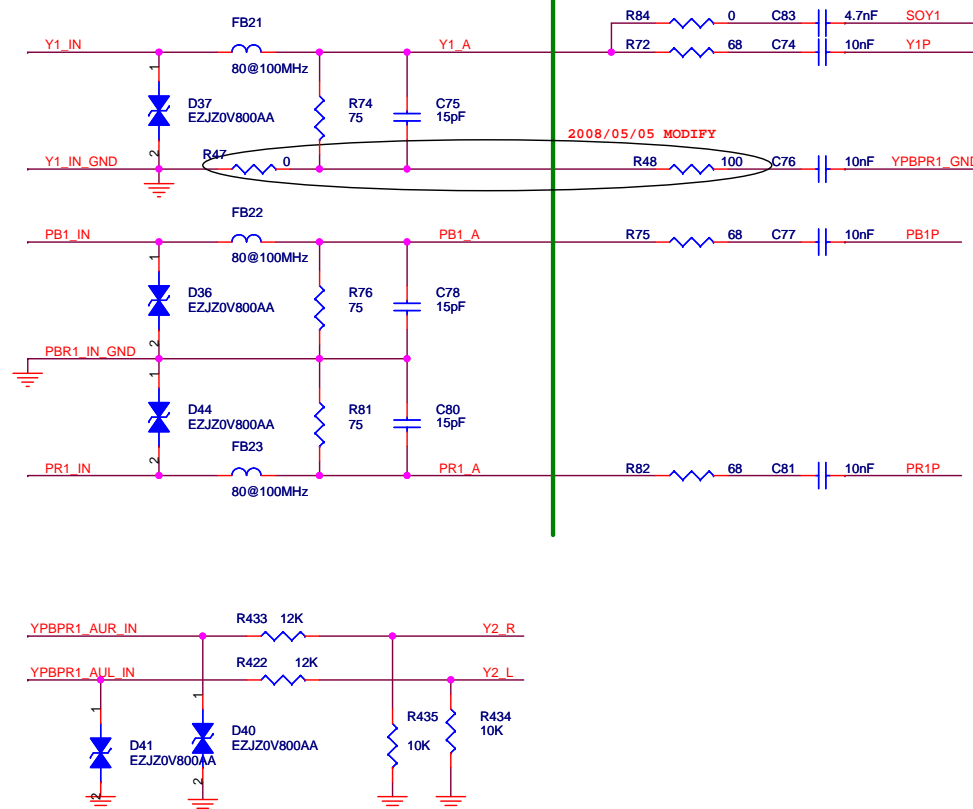 FB21 R84 0 C83 4.7nF SOY1
Y1_IN Y1_A R72 68 C74 10nF Y1P
80@100MHz
1
D37 R74 C75
EZJZ0V800AA 75 15pF
2008/05/05 MODIFY
2
Y1_IN_GND R47 0 R48 100 C76 10nF YPBPR1_GND
FB22
PB1_IN PB1_A R75 68 C77 10nF PB1P
80@100MHz
1
D36 R76 C78
EZJZ0V800AA 75 15pF
2
PBR1_IN_GND
1
D44 R81 C80
EZJZ0V800AA 75 15pF
FB23
2
PR1_IN PR1_A R82 68 C81 10nF PR1P
80@100MHz
R433 12K
YPBPR1_AUR_IN Y2_R
R422 12K
YPBPR1_AUL_IN Y2_L
1
1
R435 R434
D40 10K
D41 EZJZ0V800AA 10K
EZJZ0V800AA
2
2